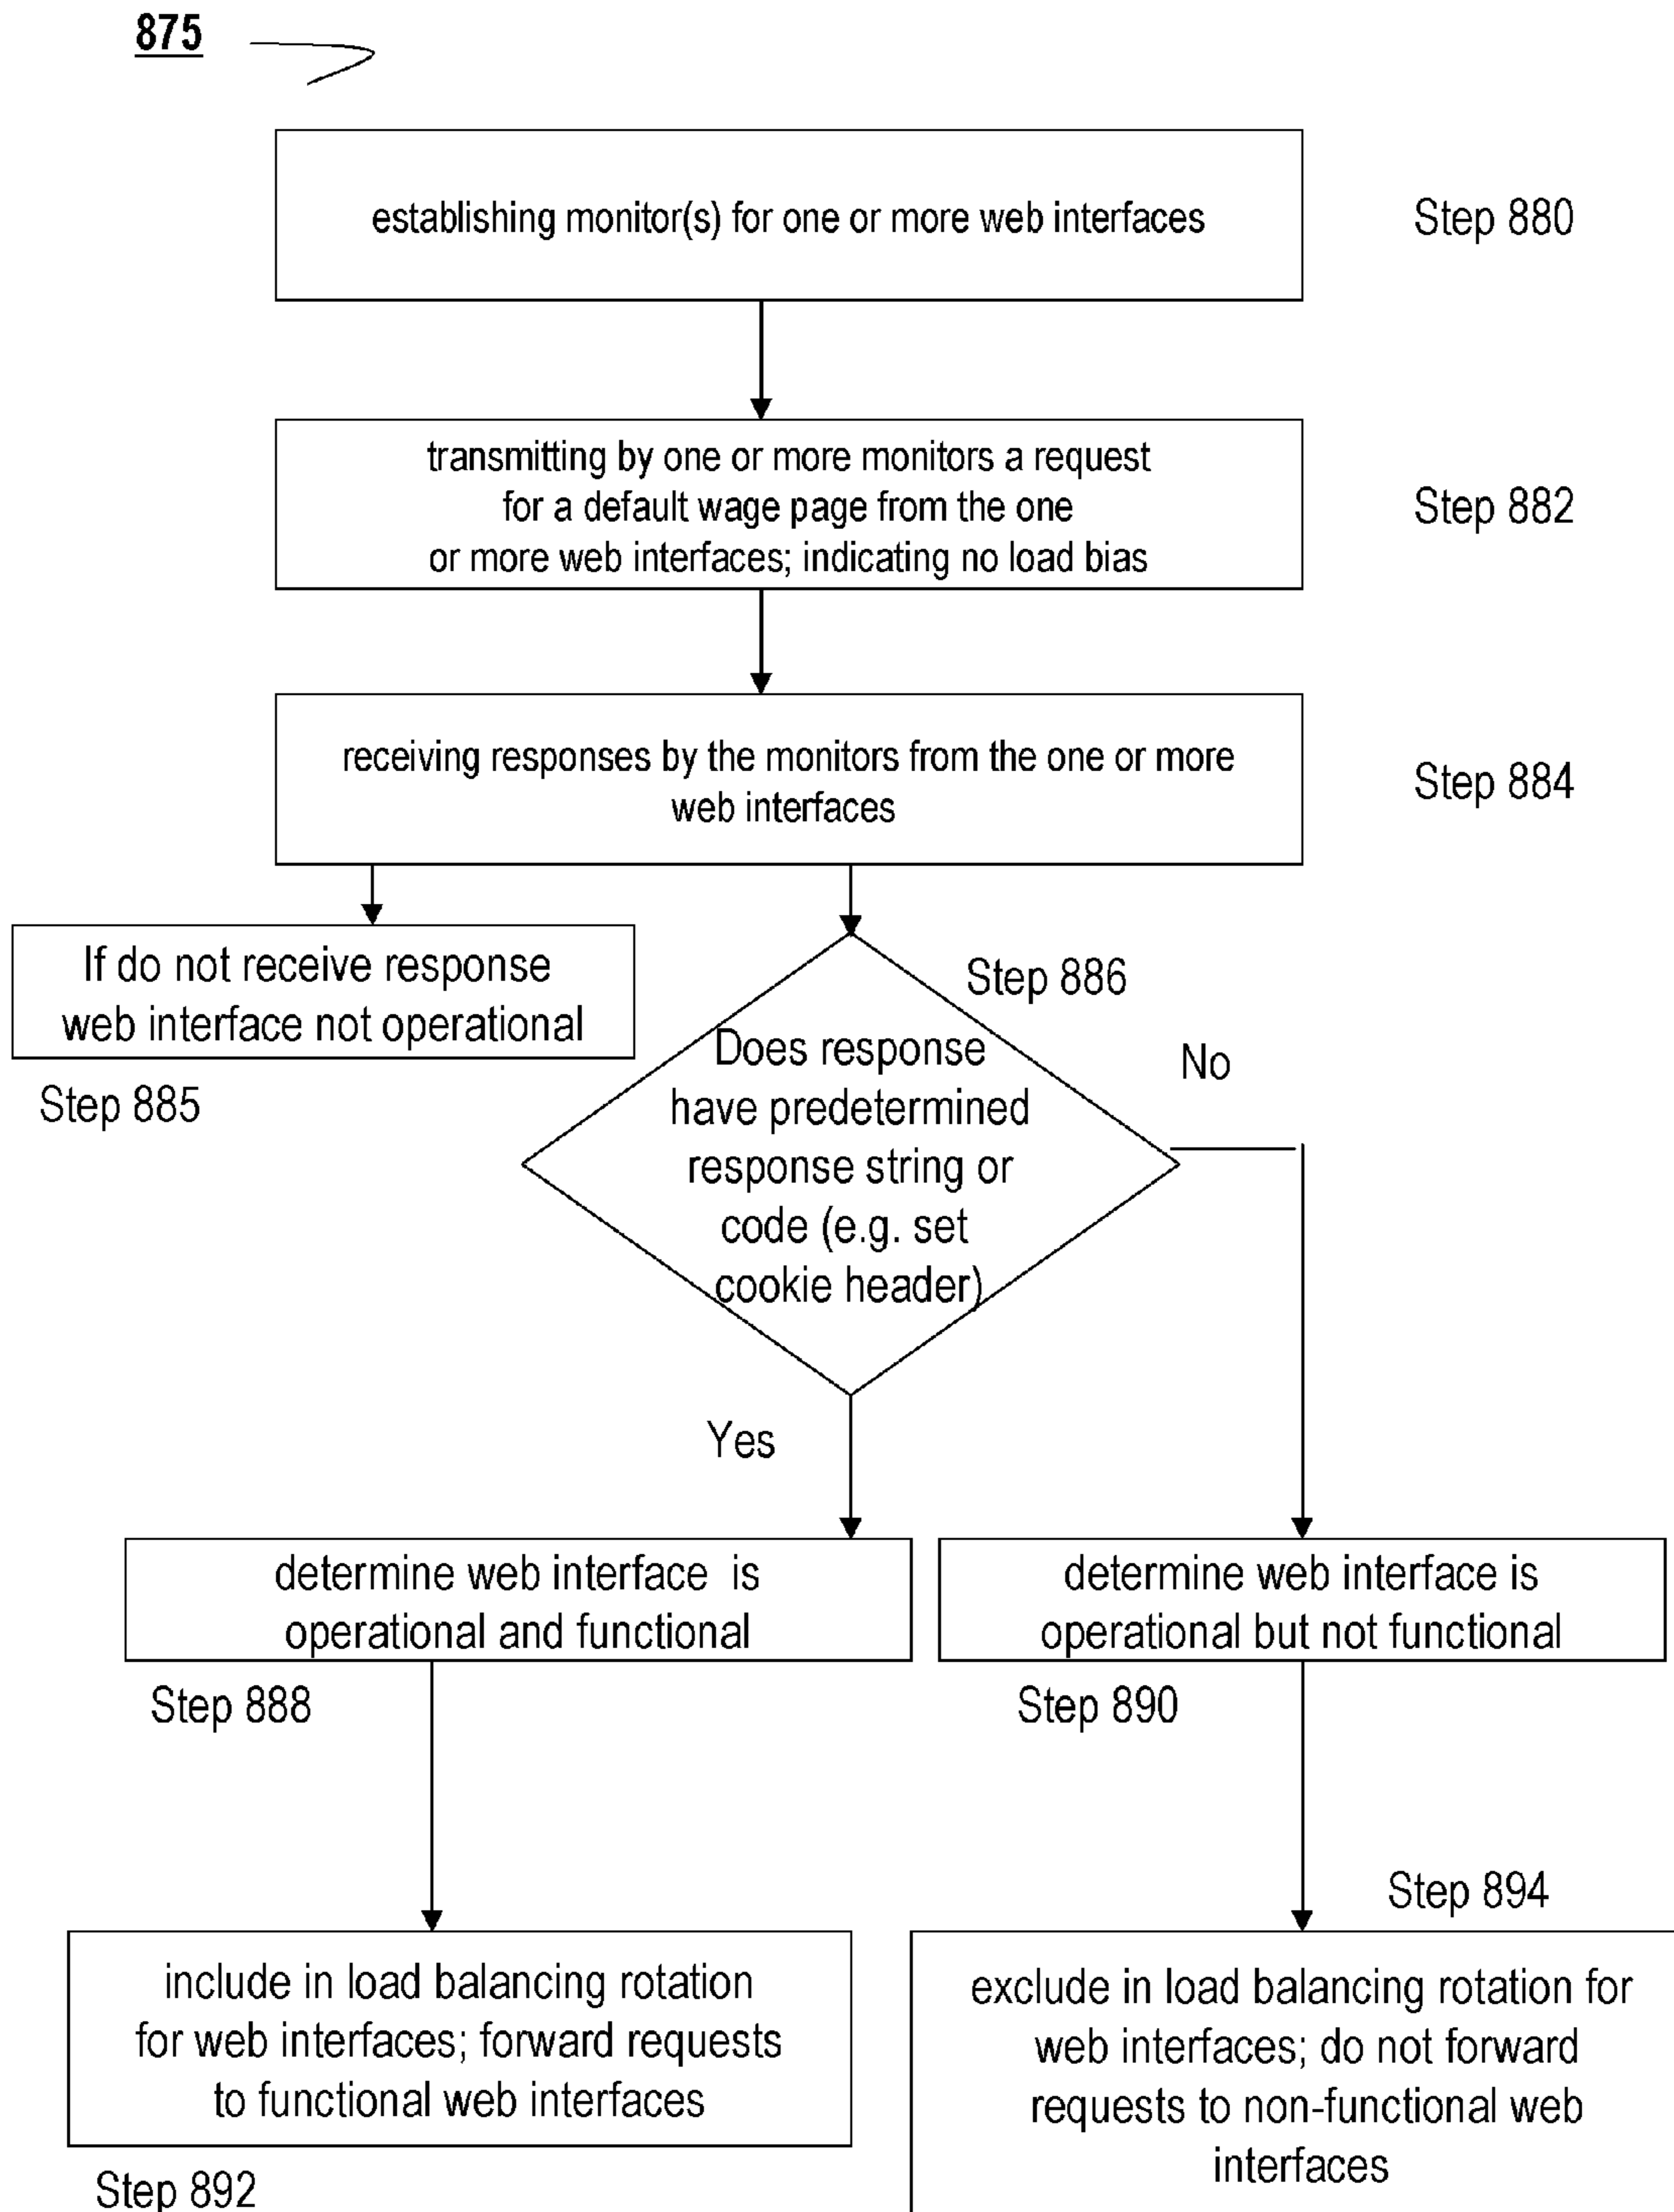 875
establishing monitor(s) for one or more web interfaces
Step 880
transmitting by one or more monitors a request
for a default wage page from the one
or more web interfaces; indicating no load bias
Step 882
receiving responses by the monitors from the one or more
web interfaces
Step 884
If do not receive response
web interface not operational
Step 885
Step 886
Does response
have predetermined
response string or
code (e.g. set
cookie header)
No
Yes
determine web interface is
operational and functional
Step 888
determine web interface is
operational but not functional
Step 890
include in load balancing rotation
for web interfaces; forward requests
to functional web interfaces
Step 892
Step 894
exclude in load balancing rotation for
web interfaces; do not forward
requests to non-functional web
interfaces